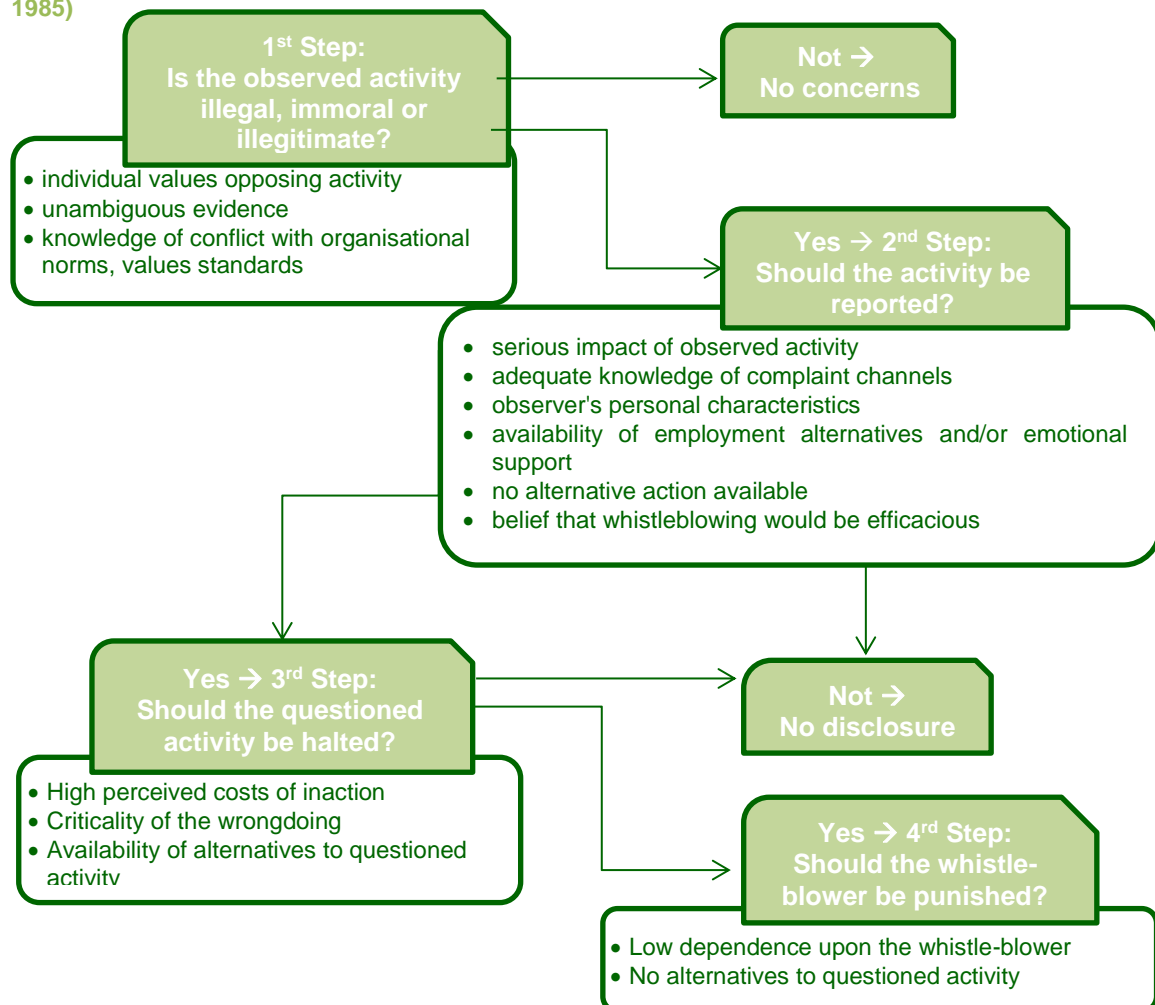 1985)
1st Step:
Is the observed activity
illegal, immoral or
illegitimate?
Not →
No concerns
• individual values opposing activity
• unambiguous evidence
• knowledge of conflict with organisational
norms, values standards
Yes → 2nd Step:
Should the activity be
reported?
• serious impact of observed activity
• adequate knowledge of complaint channels
• observer's personal characteristics
• availability of employment alternatives and/or emotional
support
• no alternative action available
• belief that whistleblowing would be efficacious
Yes → 3rd Step:
Should the questioned
activity be halted?
Not →
No disclosure
• High perceived costs of inaction
• Criticality of the wrongdoing
• Availability of alternatives to questioned
activity
Yes → 4rd Step:
Should the whistle-
blower be punished?
• Low dependence upon the whistle-blower
• No alternatives to questioned activity